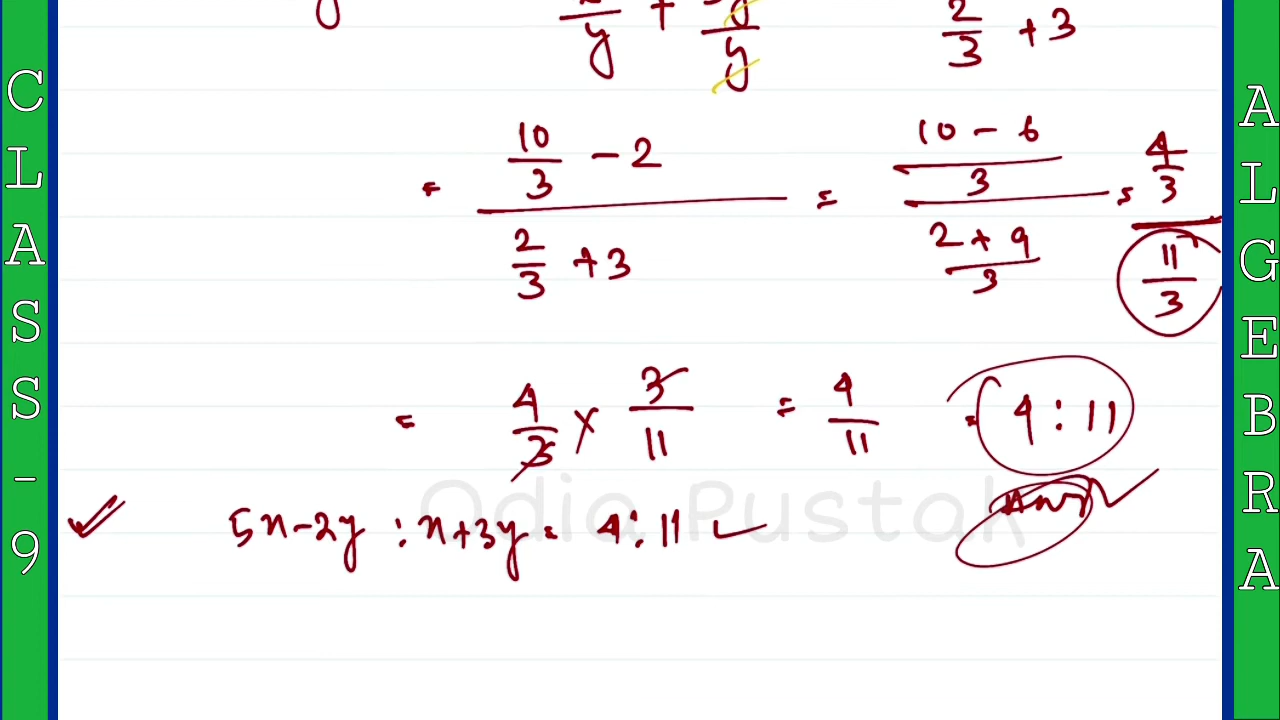 CLASS-9
ALGEBRA
y + y 2/3 + 3
= (10/3 - 2)/(2/3 + 3) = ((10 - 6)/3)/((2 + 9)/3) = (4/3)/(11/3)
= 4/3 × 3/11 = 4/11 = 4 : 11
Ans
5x-2y : x+3y = 4:11
Odia Pustak